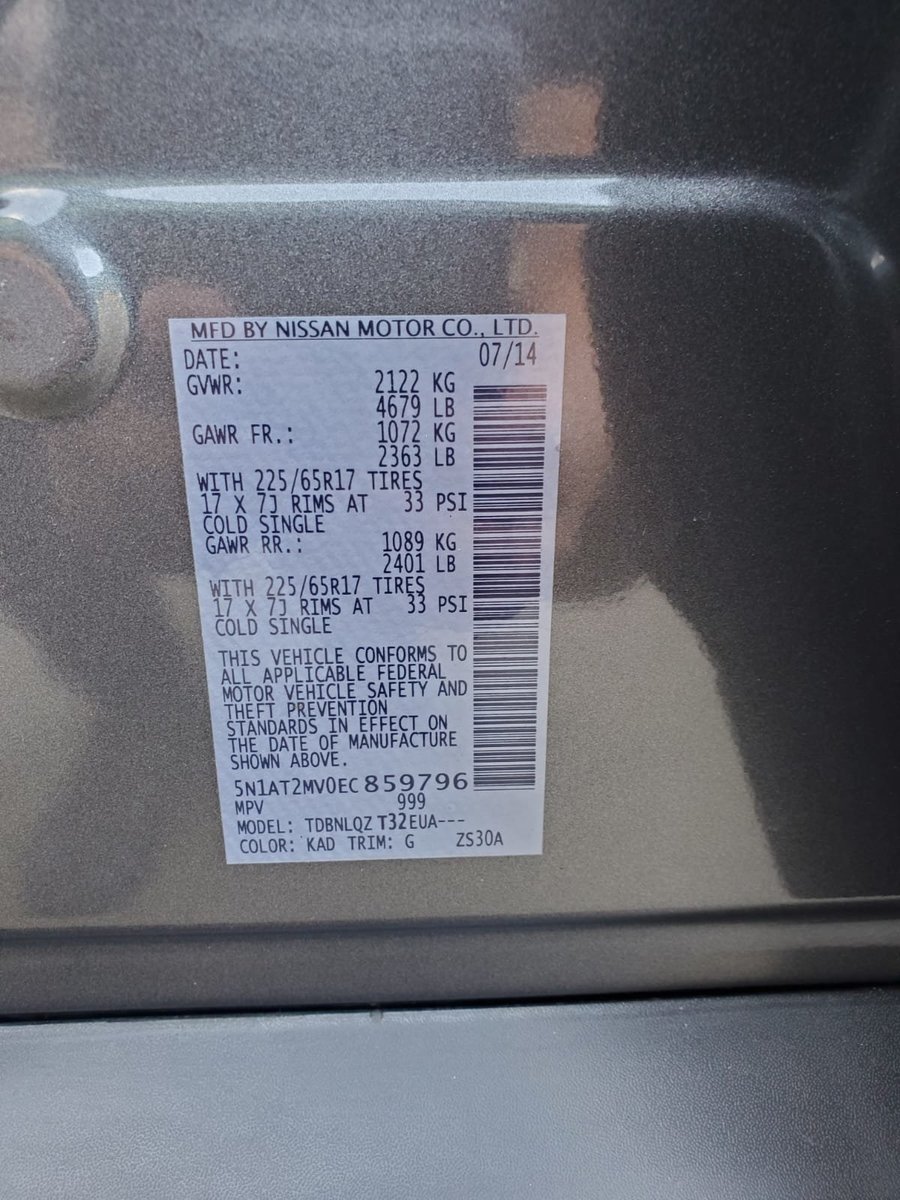 MFD BY NISSAN MOTOR CO., LTD.
DATE: 07/14
GVWR: 2122 KG
4679 LB
GAWR FR.: 1072 KG
2363 LB
WITH 225/65R17 TIRES
17 X 7J RIMS AT 33 PSI
COLD SINGLE
GAWR RR.: 1089 KG
2401 LB
WITH 225/65R17 TIRES
17 X 7J RIMS AT 33 PSI
COLD SINGLE
THIS VEHICLE CONFORMS TO
ALL APPLICABLE FEDERAL
MOTOR VEHICLE SAFETY AND
THEFT PREVENTION
STANDARDS IN EFFECT ON
THE DATE OF MANUFACTURE
SHOWN ABOVE.
5N1AT2MV0EC859796
MPV 999
MODEL: TDBNLQZ T32EUA---
COLOR: KAD TRIM: G ZS30A